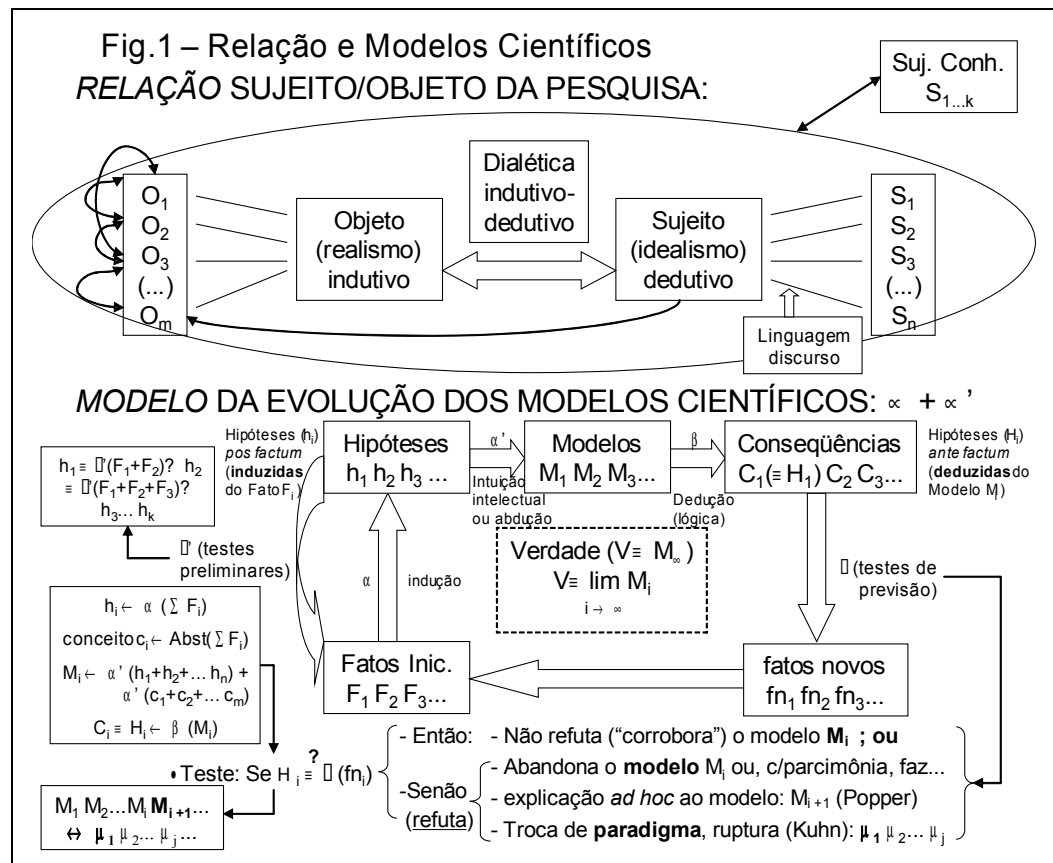 Fig.1 – Relação e Modelos Científicos
RELAÇÃO SUJEITO/OBJETO DA PESQUISA:
Suj. Conh.
S1...k
O1
O2
O3
(...)
Om
Objeto
(realismo)
indutivo
Dialética
indutivo-
dedutivo
Sujeito
(idealismo)
dedutivo
S1
S2
S3
(...)
Sn
Linguagem
discurso
MODELO DA EVOLUÇÃO DOS MODELOS CIENTÍFICOS: ∝ + ∝ ’
h1 ≡ ▯'(F1+F2)? h2
≡ ▯'(F1+F2+F3)?
h3... hk
Hipóteses (hi)
pos factum
(induzidas
do Fato Fi)
Hipóteses
h1 h2 h3 ...
α’
Intuição
intelectual
ou abdução
Modelos
M1 M2 M3...
β
Dedução
(lógica)
Conseqüências
C1(≡ H1) C2 C3...
Hipóteses (Hi)
ante factum
(deduzidas do
Modelo Mi)
▯’ (testes
preliminares)
α indução
Verdade (V≡ M∞)
V≡ lim Mi
i → ∞
▯ (testes de
previsão)
hi ← α (∑ Fi)
conceito ci ← Abst(∑ Fi)
Mi ← α’ (h1+h2+... hn) +
α’ (c1+c2+... cm)
Ci ≡ Hi ← β (Mi)
Fatos Inic.
F1 F2 F3...
fatos novos
fn1 fn2 fn3...
• Teste: Se Hi ≡ ▯ (fni)
?
- Então:
- Não refuta (“corrobora”) o modelo Mi ; ou
-Senão
(refuta)
- Abandona o modelo Mi ou, c/parcimônia, faz...
- explicação ad hoc ao modelo: Mi+1 (Popper)
- Troca de paradigma, ruptura (Kuhn): μ1 μ2... μj
M1 M2...Mi Mi+1...
↔ μ1 μ2... μj ...